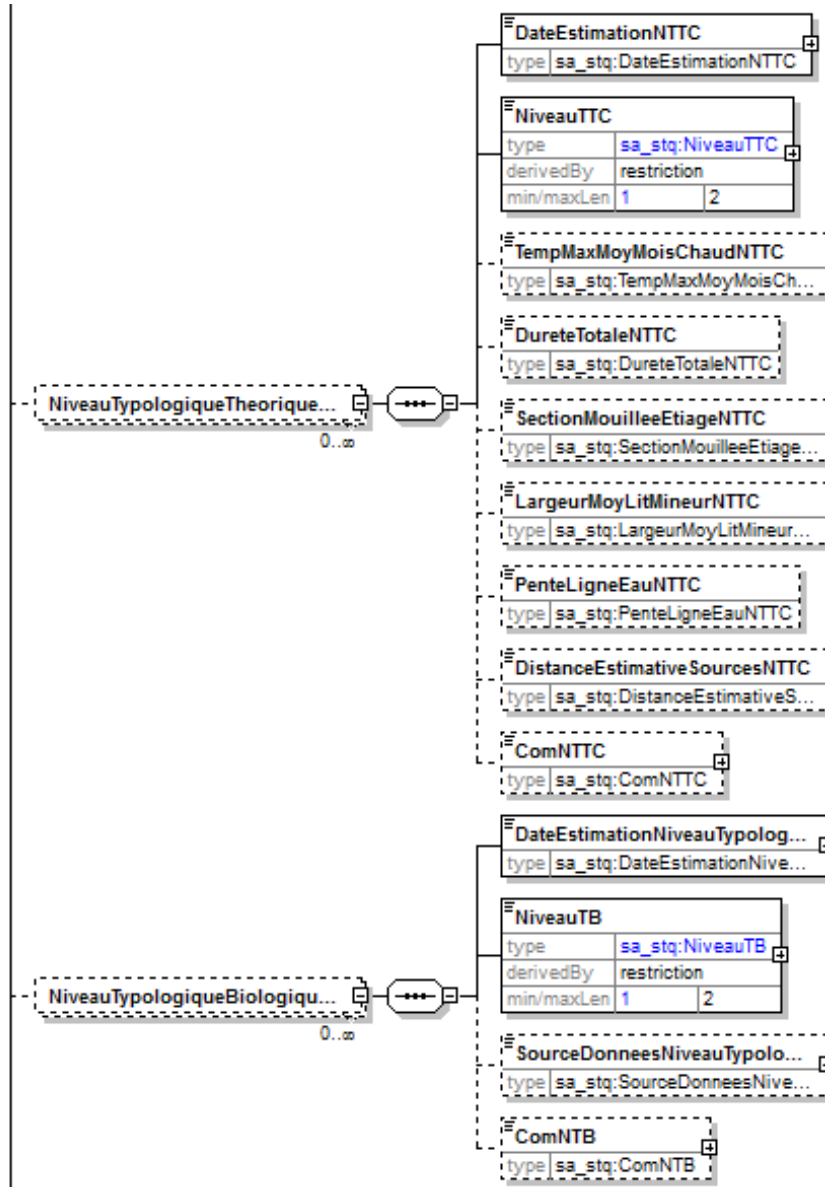 DateEstimationNTTC
type sa_stq:DateEstimationNTTC
NiveauTTC
type sa_stq:NiveauTTC
derivedBy restriction
min/maxLen 1 2
TempMaxMoyMoisChaudNTTC
type sa_stq:TempMaxMoyMoisCh...
DureteTotaleNTTC
type sa_stq:DureteTotaleNTTC
NiveauTypologiqueTheorique...
0..∞
SectionMouilleeEtiageNTTC
type sa_stq:SectionMouilleeEtiage...
LargeurMoyLitMineurNTTC
type sa_stq:LargeurMoyLitMineur...
PenteLigneEauNTTC
type sa_stq:PenteLigneEauNTTC
DistanceEstimativeSourcesNTTC
type sa_stq:DistanceEstimativeS...
ComNTTC
type sa_stq:ComNTTC
DateEstimationNiveauTypolog...
type sa_stq:DateEstimationNive...
NiveauTB
type sa_stq:NiveauTB
derivedBy restriction
min/maxLen 1 2
NiveauTypologiqueBiologiqu...
0..∞
SourceDonneesNiveauTypolo...
type sa_stq:SourceDonneesNive...
ComNTB
type sa_stq:ComNTB